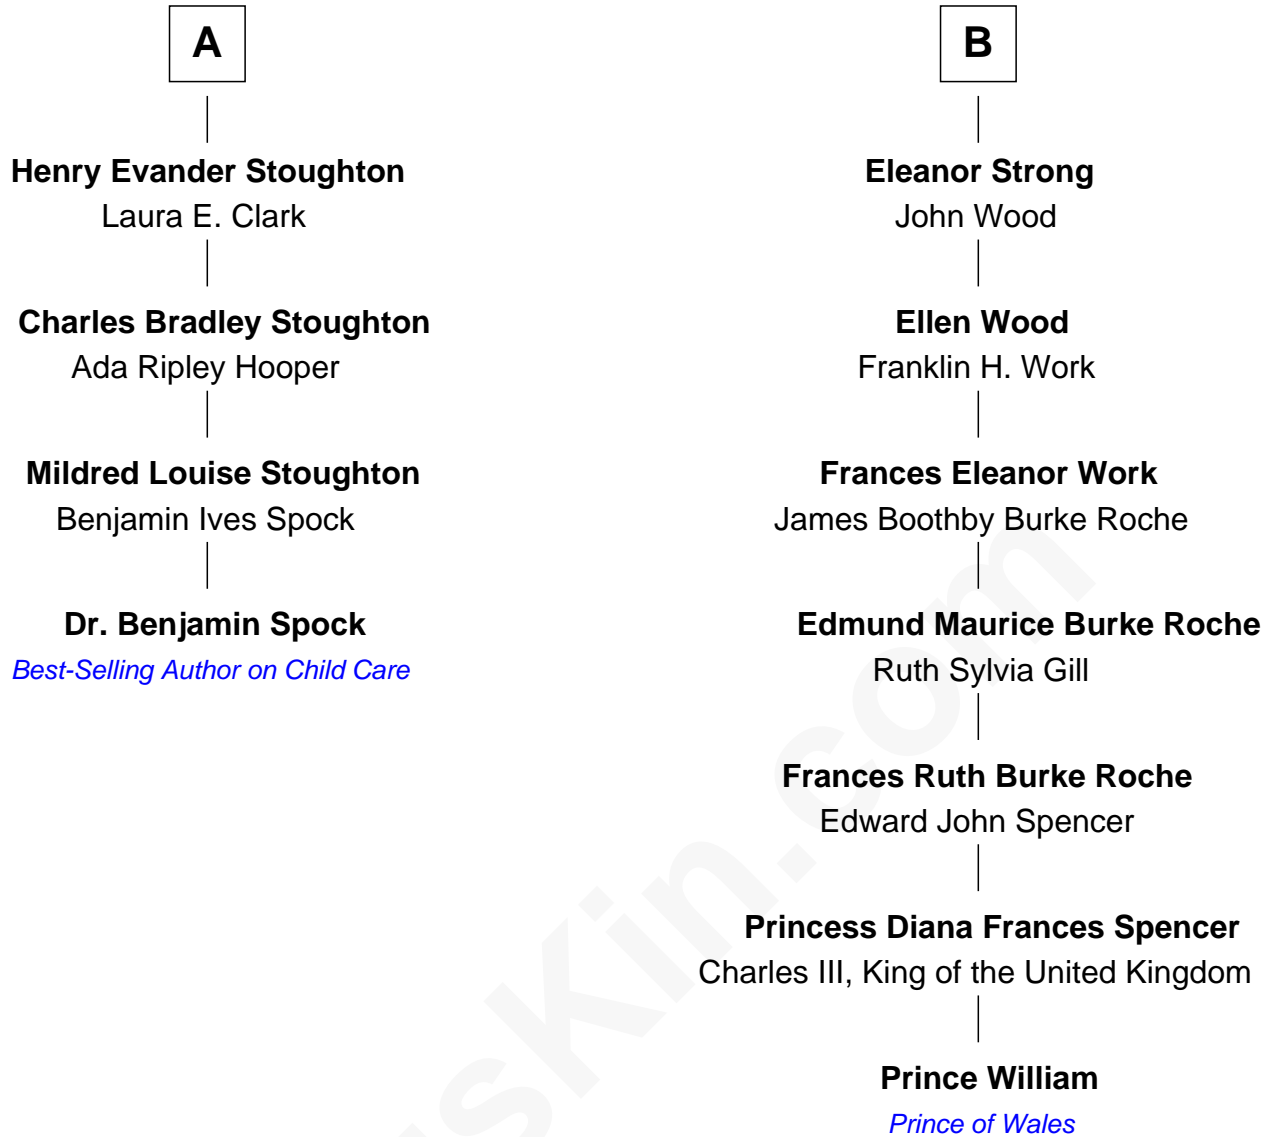 A
Henry Evander Stoughton
Laura E. Clark
Charles Bradley Stoughton
Ada Ripley Hooper
Mildred Louise Stoughton
Benjamin Ives Spock
Dr. Benjamin Spock
Best-Selling Author on Child Care
B
Eleanor Strong
John Wood
Ellen Wood
Franklin H. Work
Frances Eleanor Work
James Boothby Burke Roche
Edmund Maurice Burke Roche
Ruth Sylvia Gill
Frances Ruth Burke Roche
Edward John Spencer
Princess Diana Frances Spencer
Charles III, King of the United Kingdom
Prince William
Prince of Wales
sKin.com